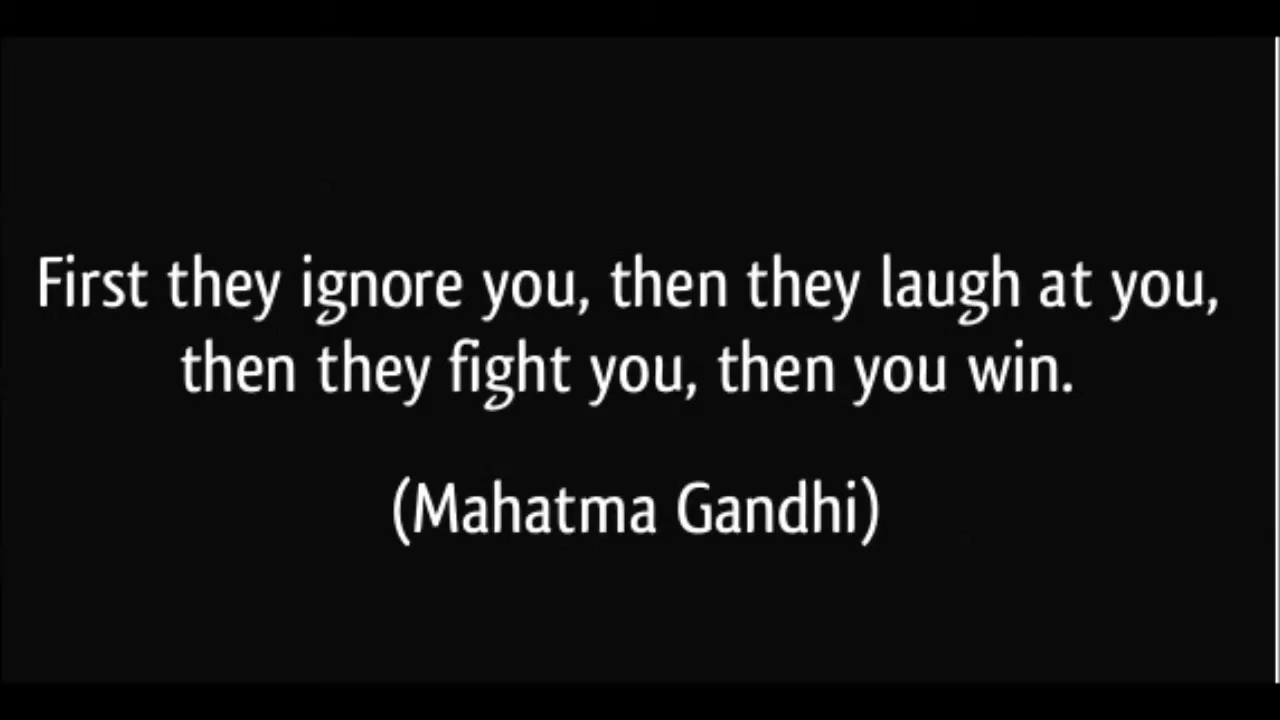 First they ignore you, then they laugh at you,
then they fight you, then you win.
(Mahatma Gandhi)